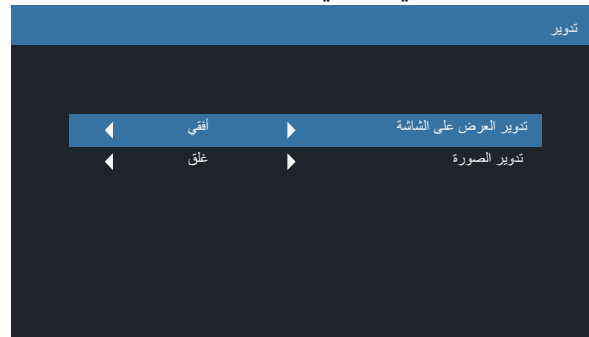 تدوير
تدوير العرض على الشاشة أفقي
تدوير الصورة غلق